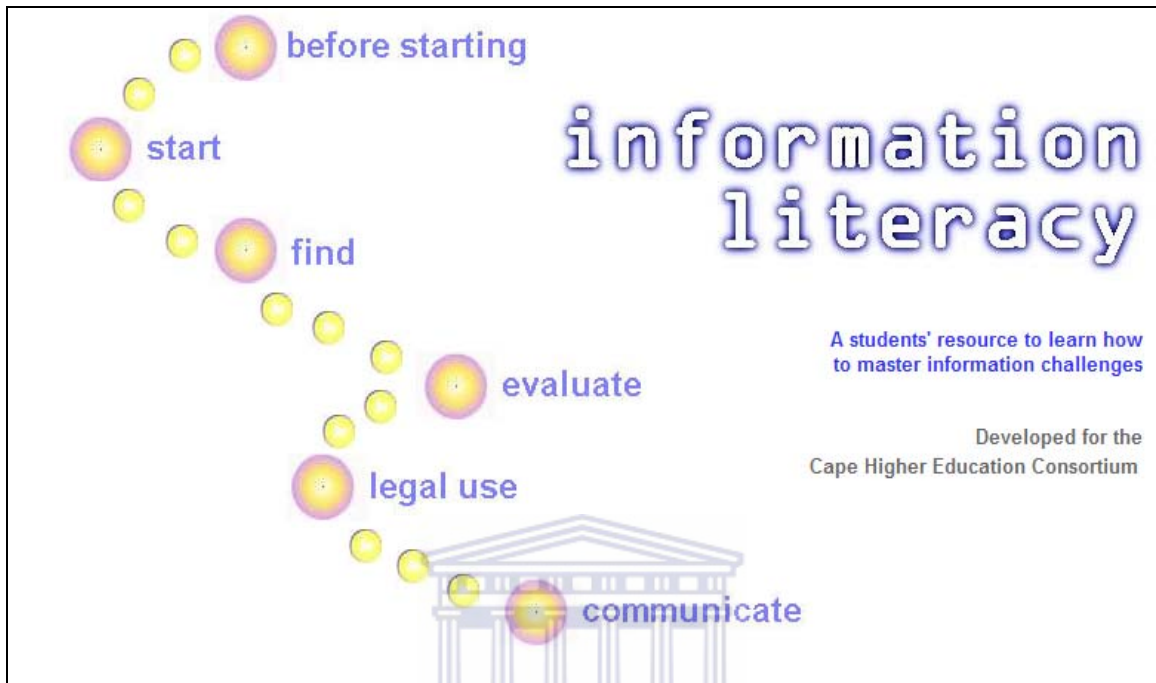 before starting
start
find
evaluate
legal use
communicate
information
literacy
A students' resource to learn how
to master information challenges
Developed for the
Cape Higher Education Consortium